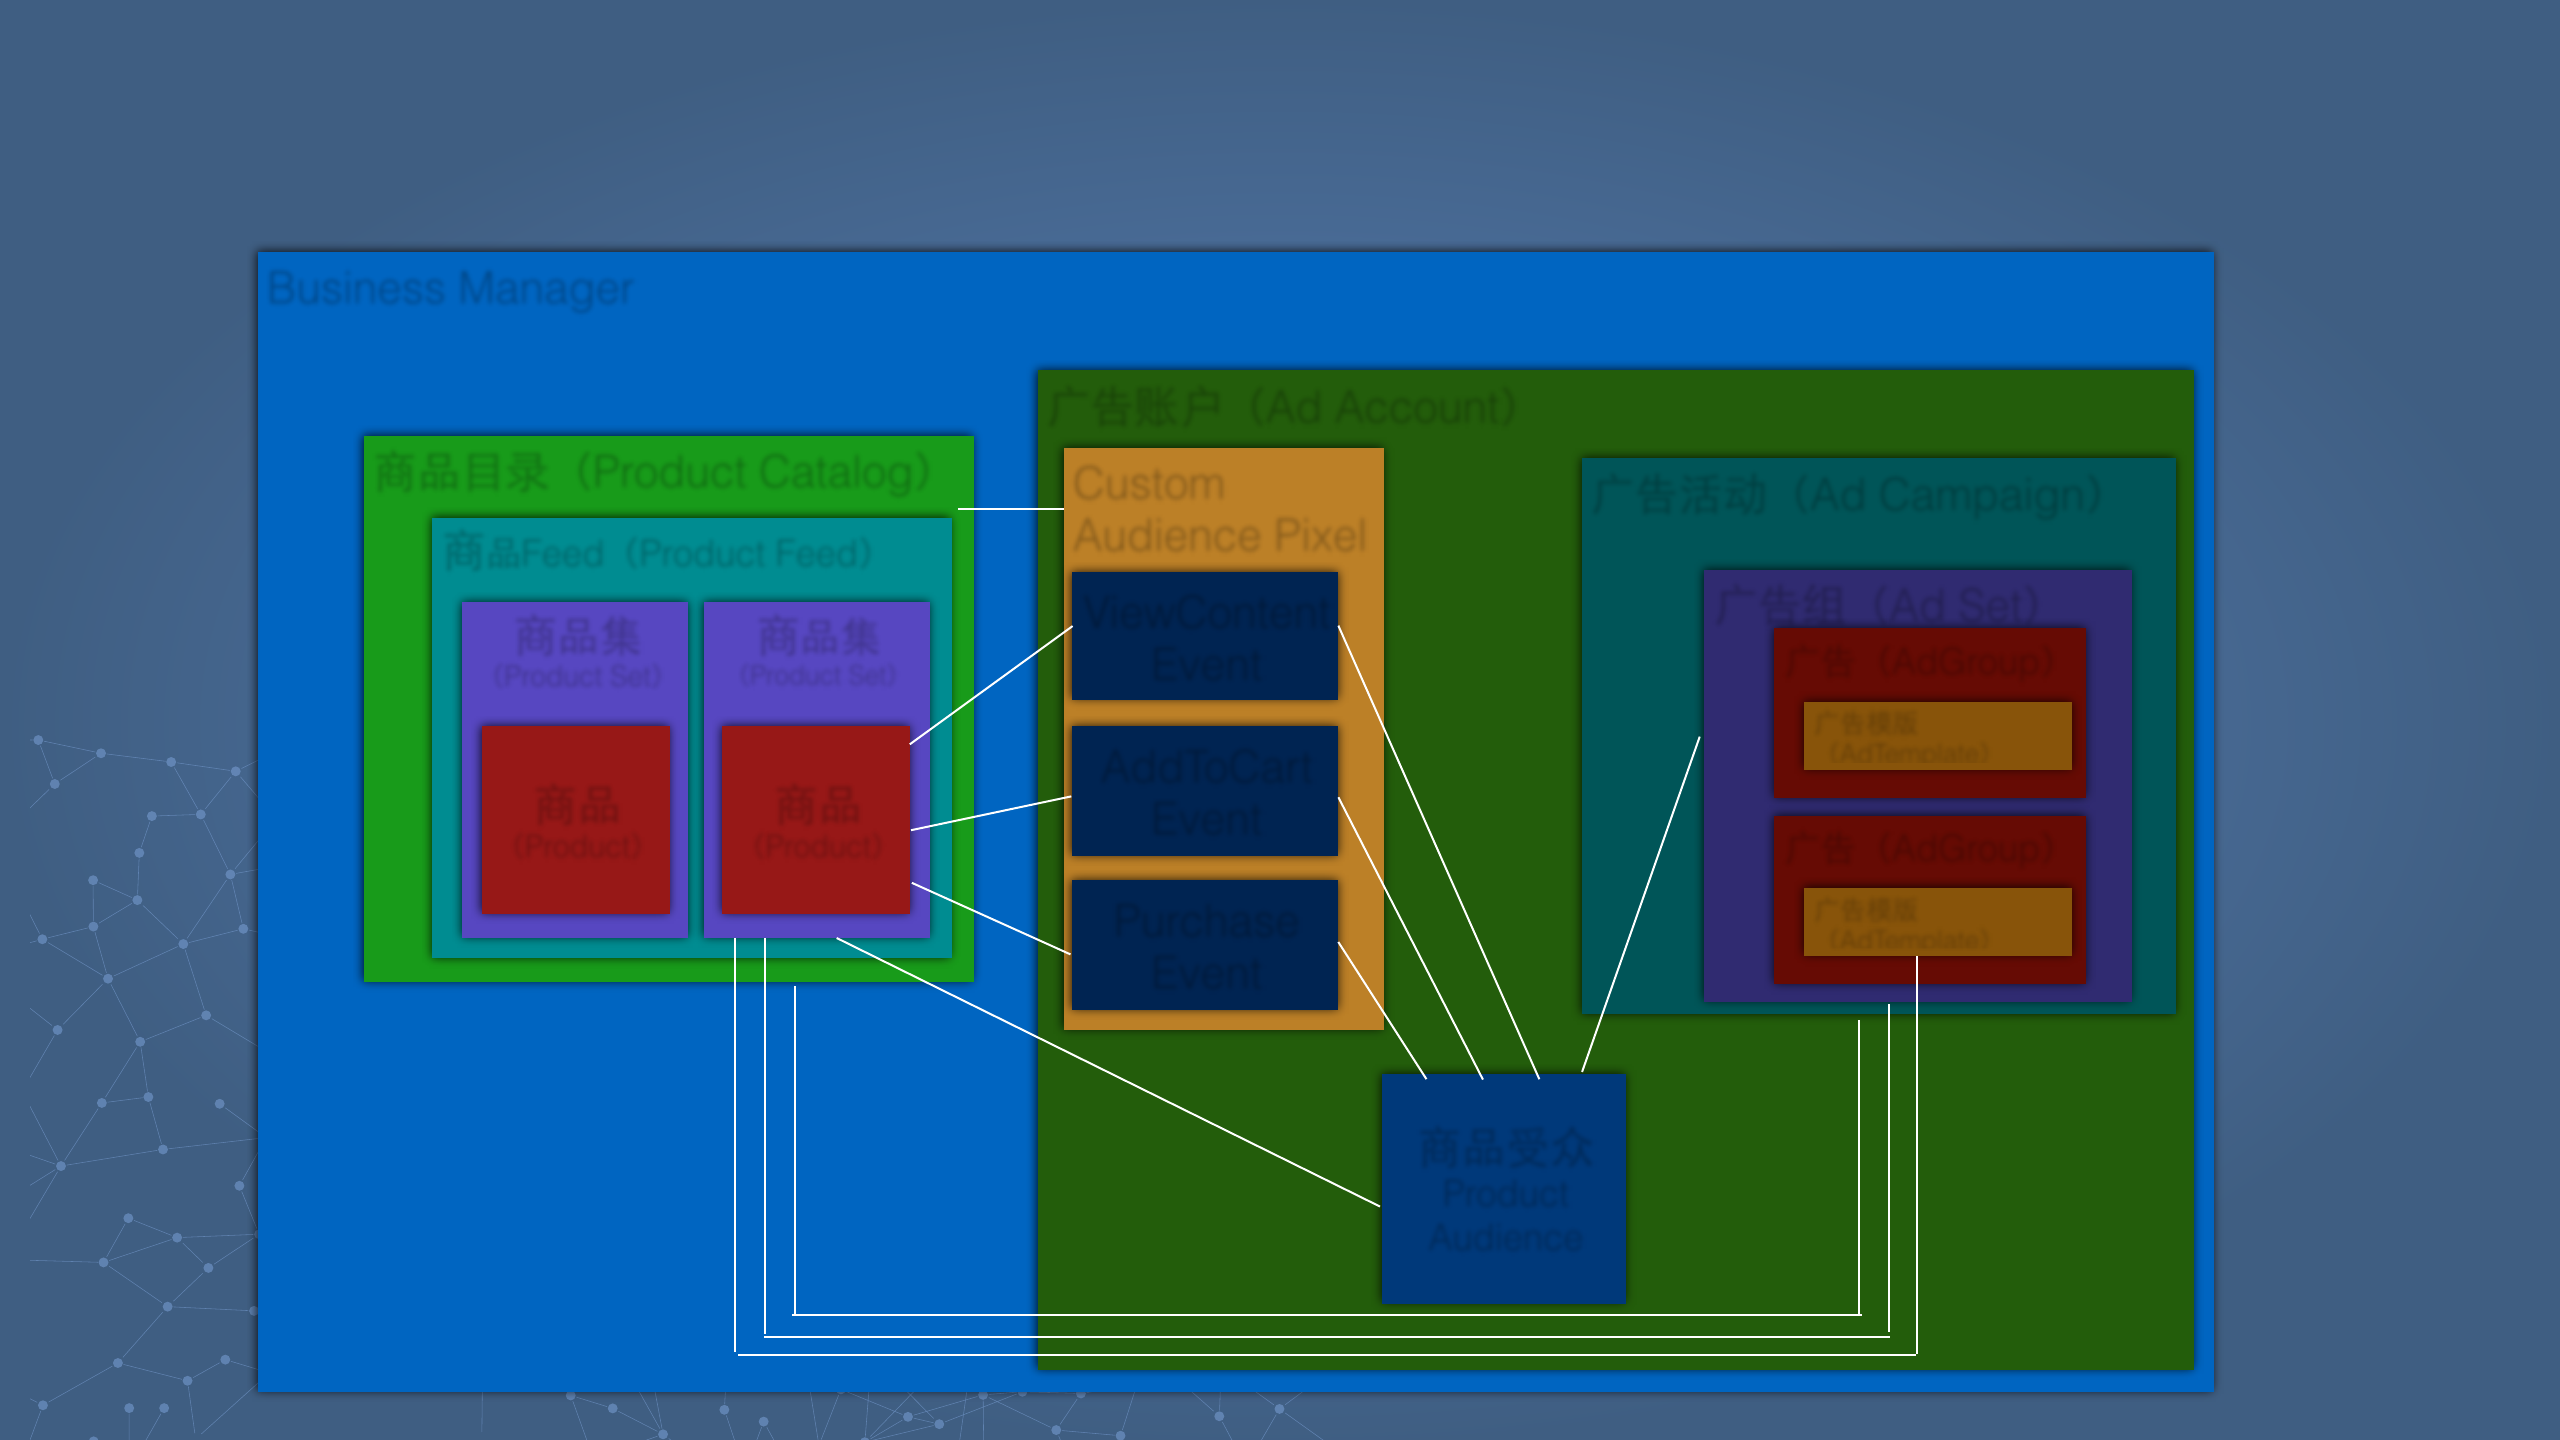 Business Manager
广告账户（Ad Account）
商品目录（Product Catalog）
Custom
Audience Pixel
广告活动（Ad Campaign）
商品Feed（Product Feed）
ViewContent
Event
广告组（Ad Set）
商品集
（Product Set）
商品集
（Product Set）
广告（AdGroup）
广告模版
（AdTemplate）
AddToCart
Event
商品
（Product）
商品
（Product）
广告（AdGroup）
广告模版
（AdTemplate）
Purchase
Event
商品受众
Product
Audience